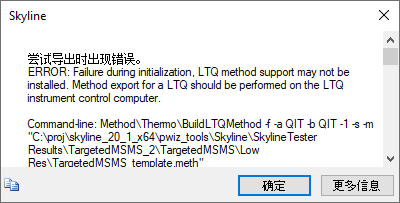 Skyline
尝试导出时出现错误。
ERROR: Failure during initialization, LTQ method support may not be
installed. Method export for a LTQ should be performed on the LTQ
instrument control computer.
Command-line: Method\Thermo\BuildLTQMethod -f -a QIT -b QIT -1 -s -m
"C:\proj\skyline_20_1_x64\pwiz_tools\Skyline\SkylineTester
Results\TargetedMSMS_2\TargetedMSMS\Low
Res\TargetedMSMS_template.meth"
确定
更多信息